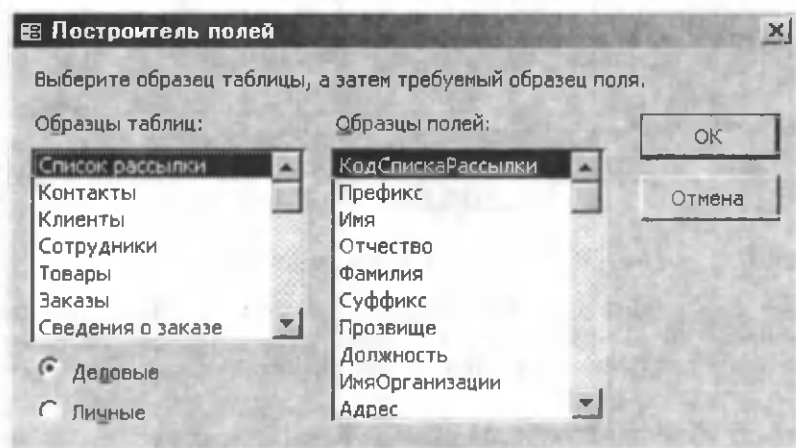 Построитель полей
Выберите образец таблицы, а затем требуемый образец поля.
Образцы таблиц:
Список рассылки
Контакты
Клиенты
Сотрудники
Товары
Заказы
Сведения о заказе
Деловые
Личные
Образцы полей:
КодСпискаРассылки
Префикс
Имя
Отчество
Фамилия
Суффикс
Прозвище
Должность
ИмяОрганизации
Адрес
ОК
Отмена